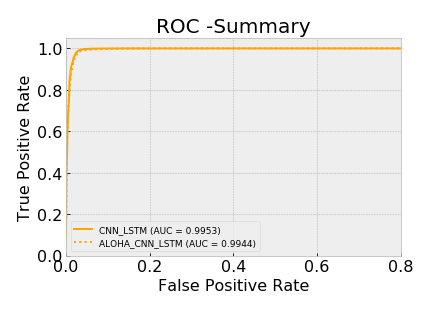 ROC -Summary
True Positive Rate
1.0
0.8
0.6
0.4
0.2
0.0
CNN_LSTM (AUC = 0.9953)
ALOHA_CNN_LSTM (AUC = 0.9944)
0.0 0.2 0.4 0.6 0.8
False Positive Rate